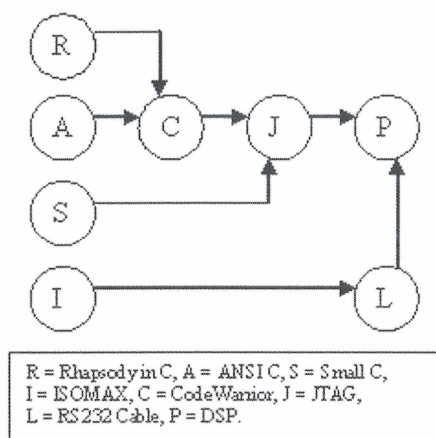 R
A
C
J
P
S
I
L
R = Rhapsody in C, A = ANSI C, S = Small C,
I = ISOMAX, C = CodeWarrior, J = JTAG,
L = RS232 Cable, P = DSP.